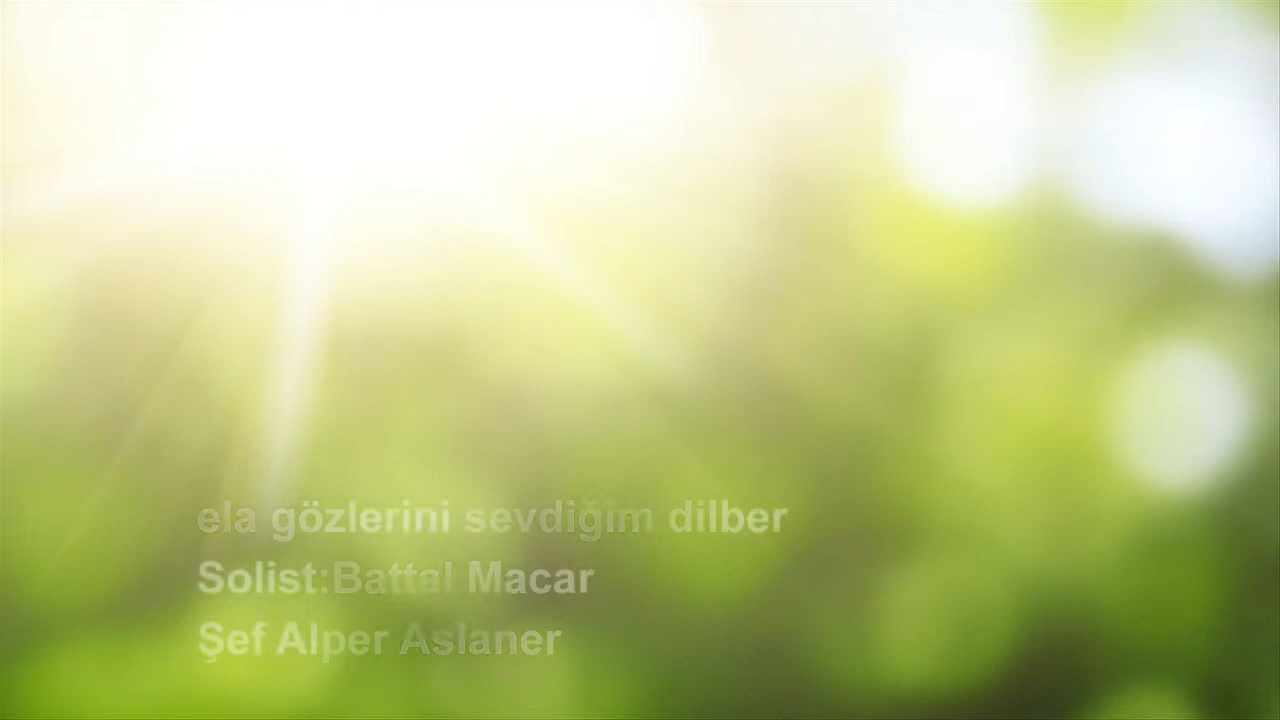 ela gözlerini sevdiğim dilber
Solist:Battal Macar
Şef Alper Aslaner